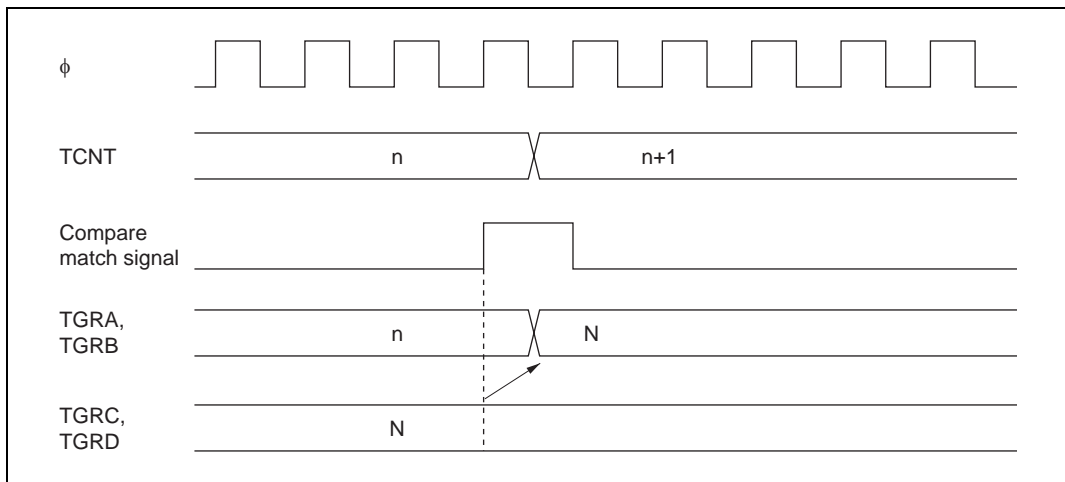 ϕ
TCNT
n
n+1
Compare
match signal
TGRA,
TGRB
n
N
TGRC,
TGRD
N